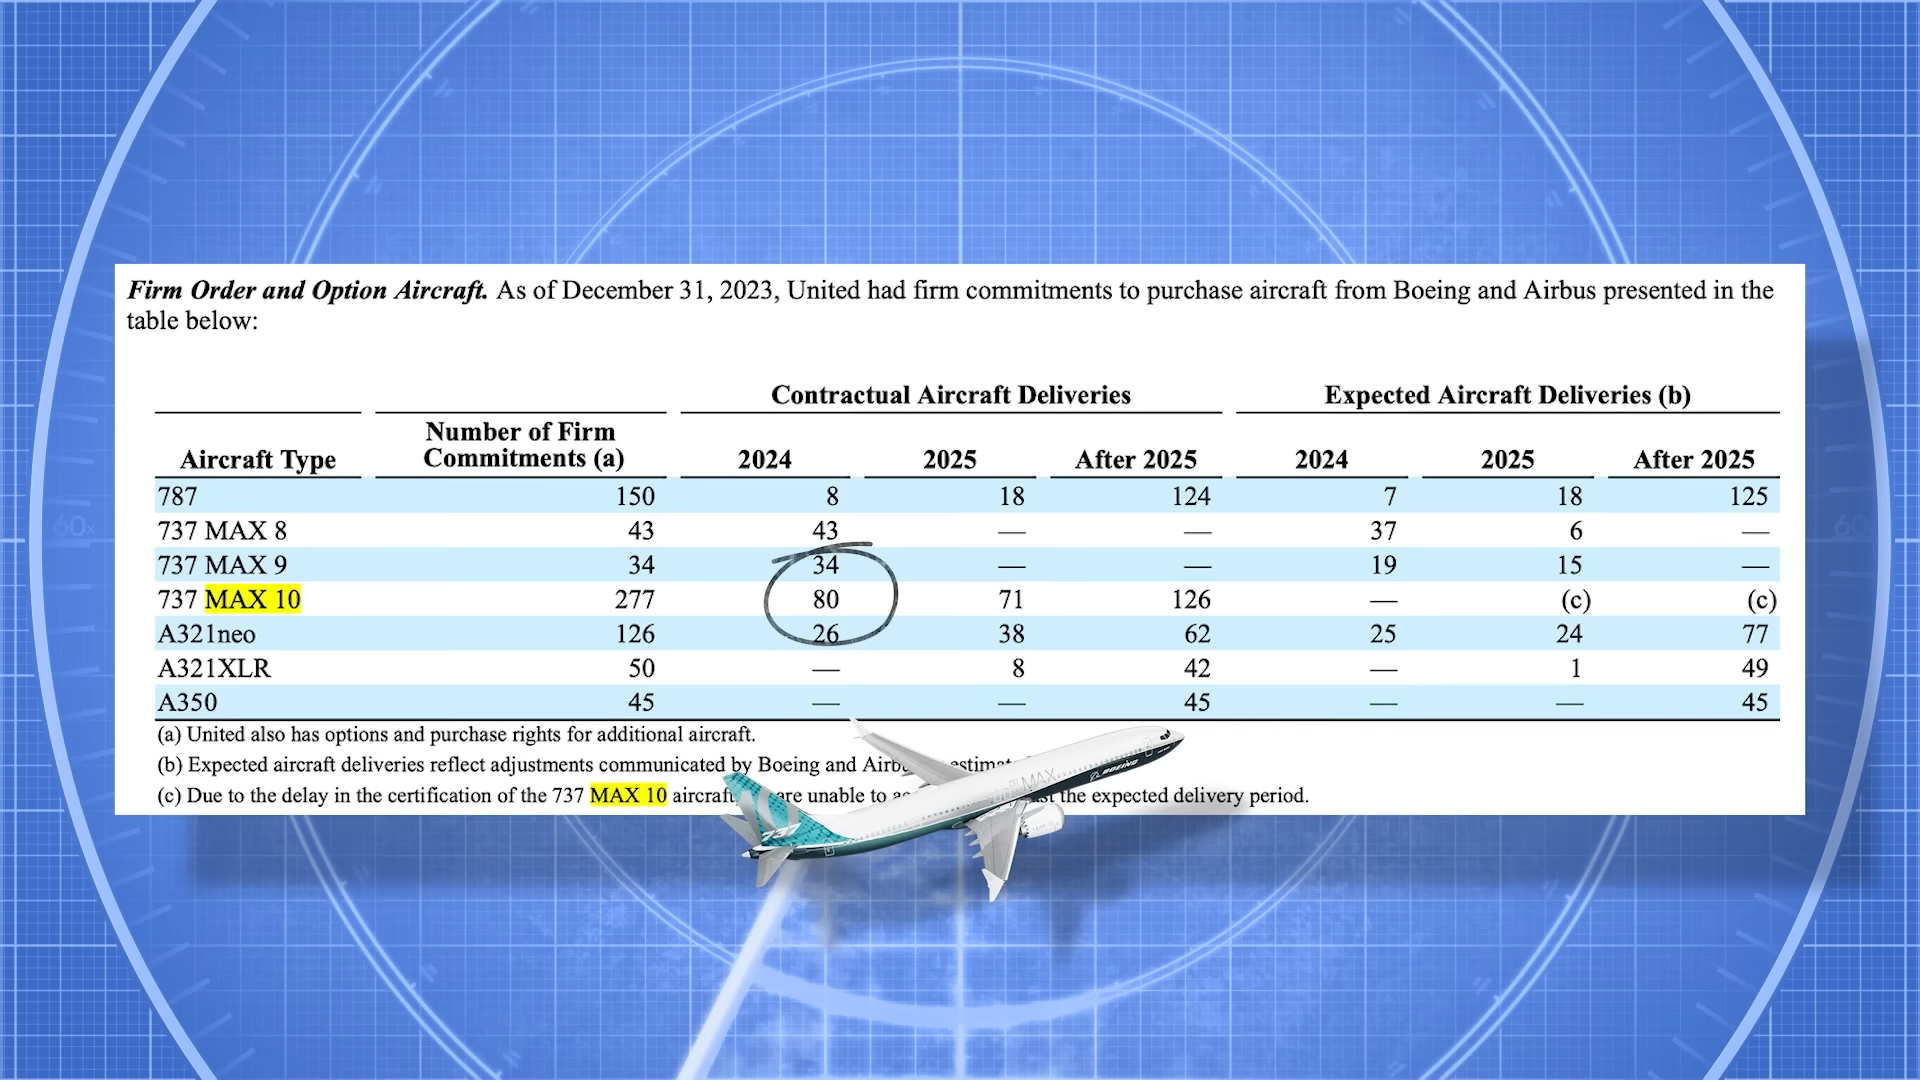 Firm Order and Option Aircraft. As of December 31, 2023, United had firm commitments to purchase aircraft from Boeing and Airbus presented in the
table below:
Contractual Aircraft Deliveries Expected Aircraft Deliveries (b)
Number of Firm
Aircraft Type Commitments (a) 2024 2025 After 2025 2024 2025 After 2025
787 150 8 18 124 7 18 125
737 MAX 8 43 43 — — 37 6 —
737 MAX 9 34 34 — — 19 15 —
737 MAX 10 277 80 71 126 — (c) (c)
A321neo 126 26 38 62 25 24 77
A321XLR 50 — 8 42 — 1 49
A350 45 — — 45 — — 45
(a) United also has options and purchase rights for additional aircraft.
(b) Expected aircraft deliveries reflect adjustments communicated by Boeing and
(c) Due to the delay in the certification of the 737 MAX 10 are unable to the expected delivery period.
MAX
BOEING
737
60x